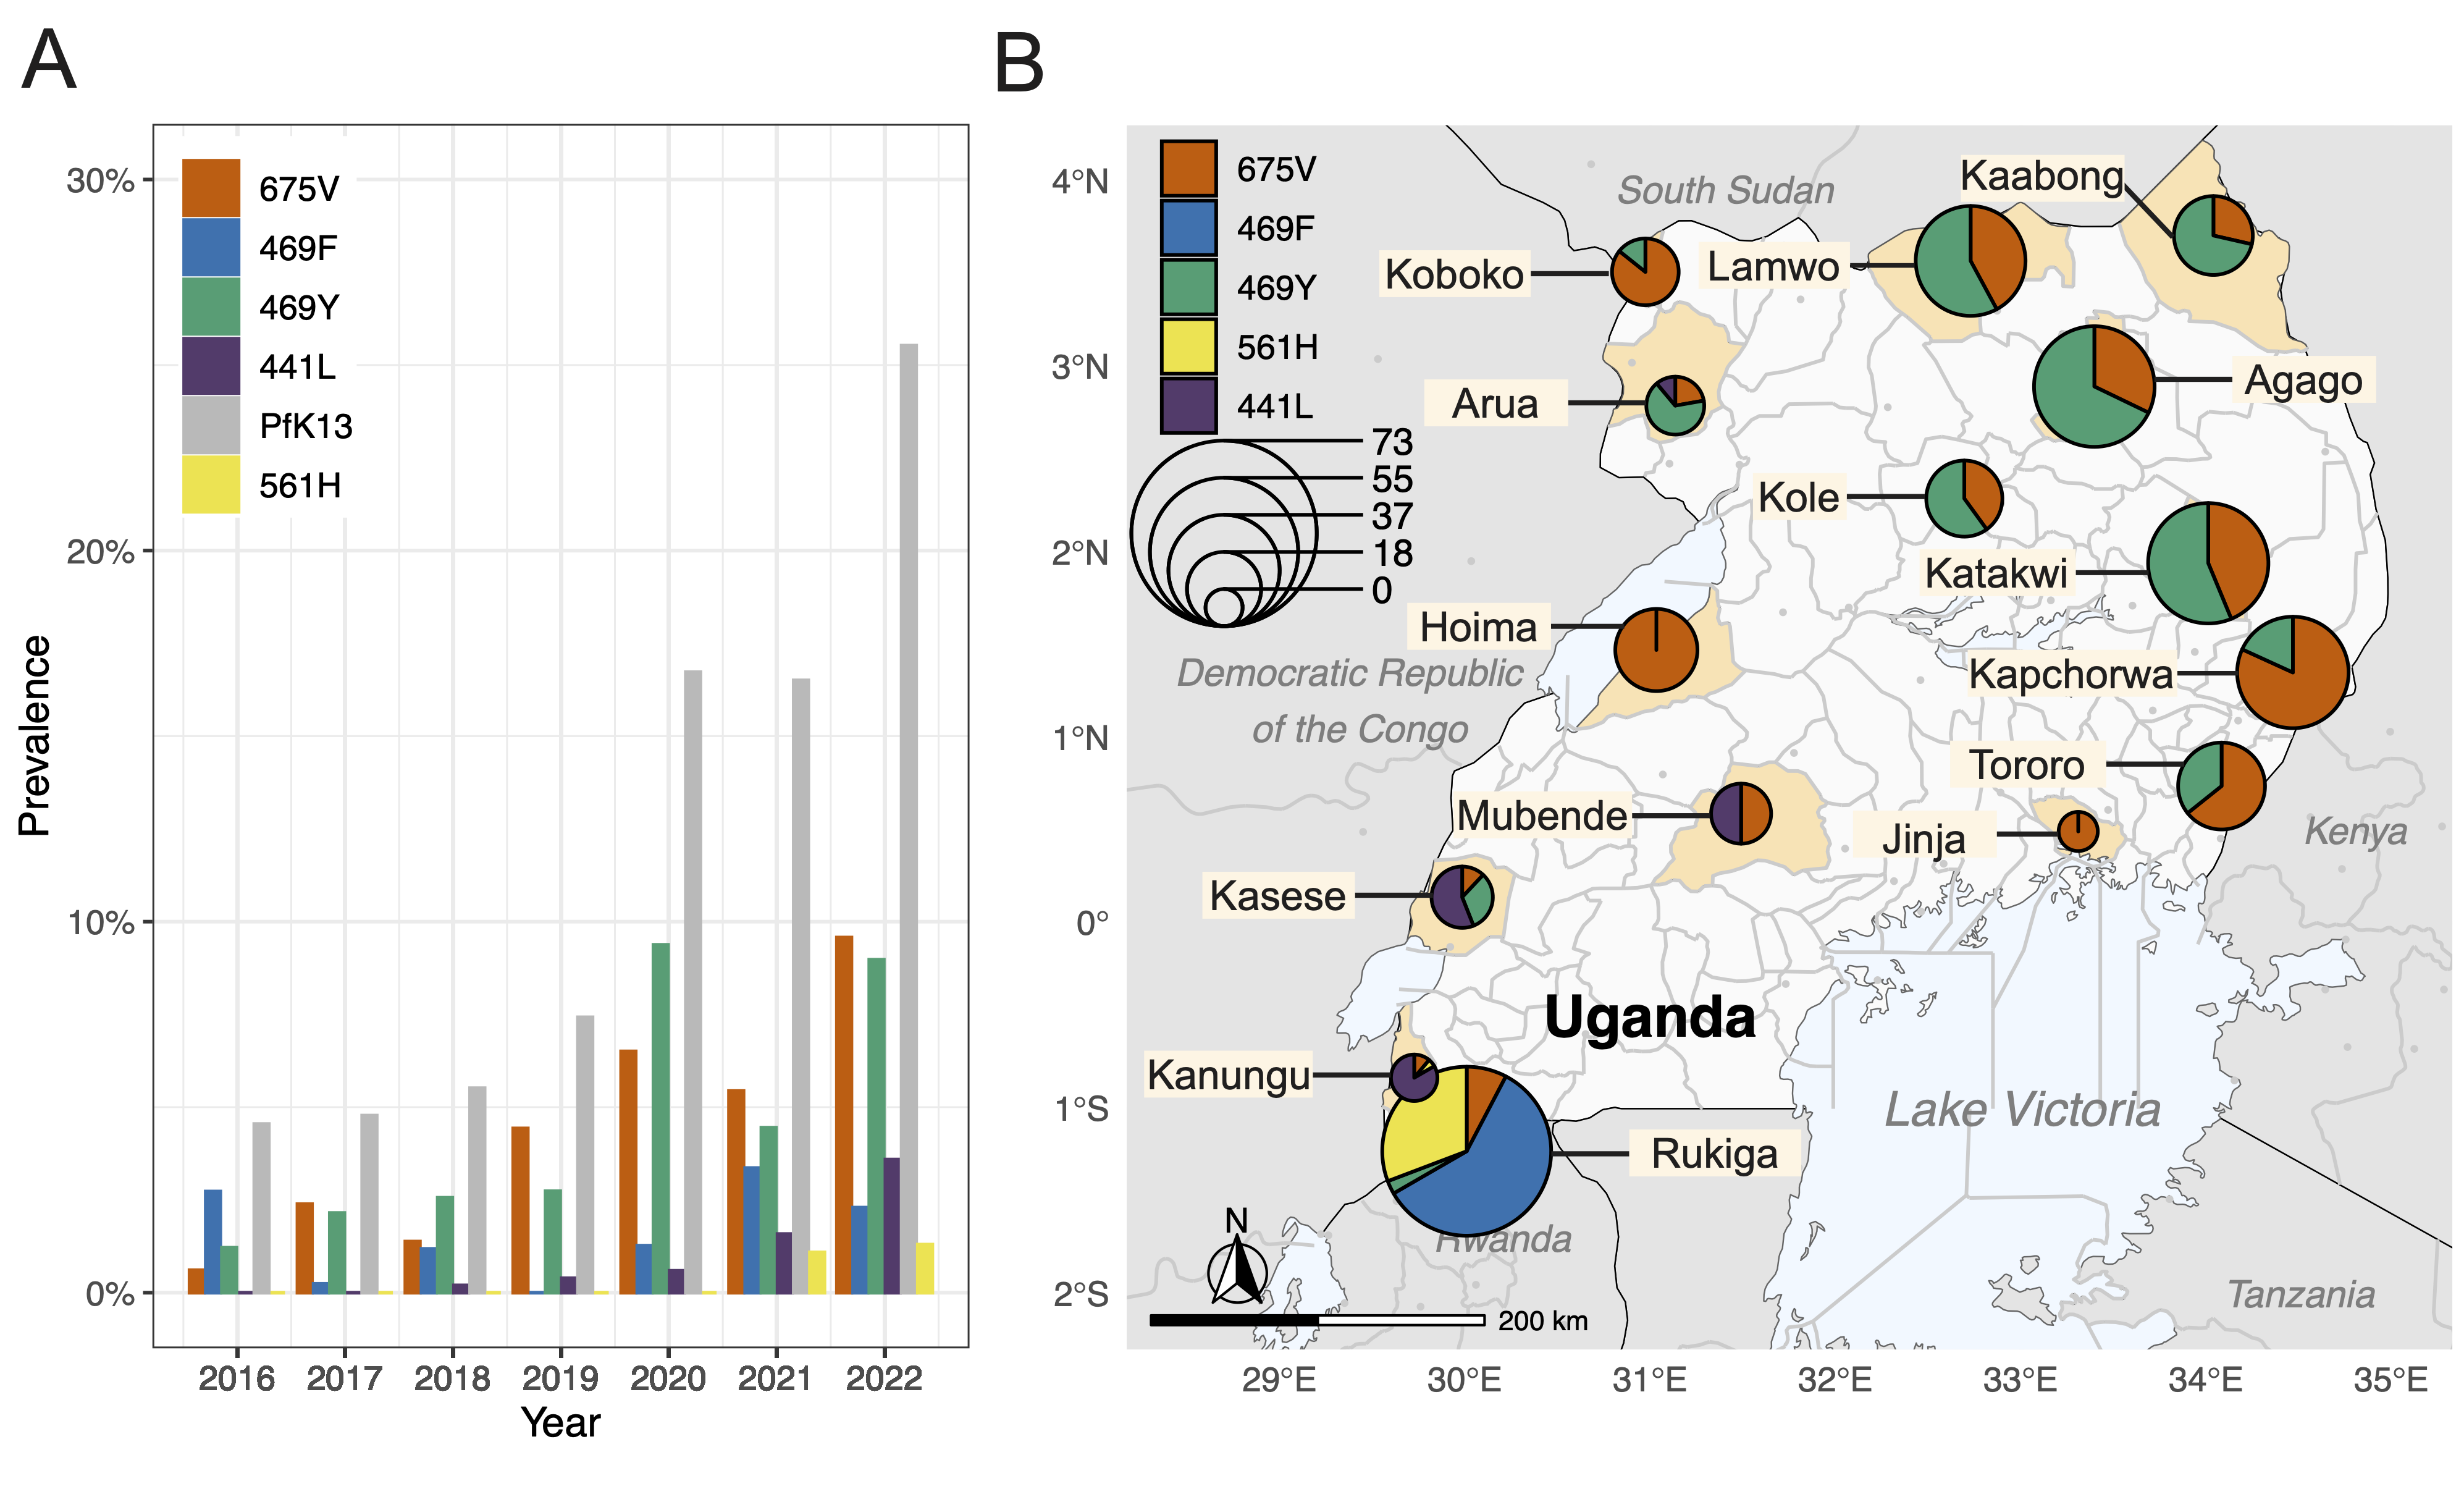 A
30%
20%
10%
0%
Prevalence
675V
469F
469Y
441L
PfK13
561H
2016 2017 2018 2019 2020 2021 2022
Year
B
4°N
3°N
2°N
1°N
0°
1°S
2°S
675V
469F
469Y
561H
441L
73
55
37
18
0
South Sudan
Kaabong
Koboko
Lamwo
Arua
Agago
Kole
Katakwi
Hoima
Democratic Republic
of the Congo
Kapchorwa
Tororo
Mubende
Jinja
Kenya
Kasese
Uganda
Kanungu
Lake Victoria
Rukiga
Rwanda
N
200 km
Tanzania
29°E 30°E 31°E 32°E 33°E 34°E 35°E